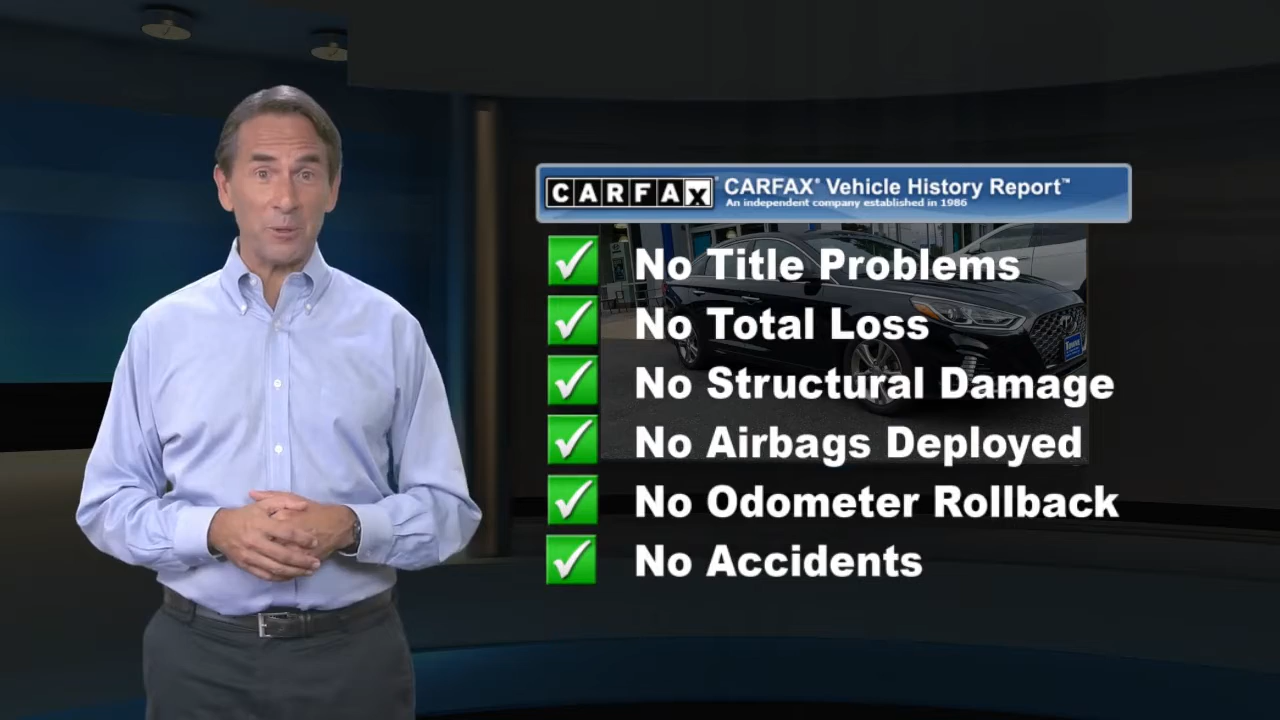 CARFAX
CARFAX® Vehicle History Report™
An independent company established in 1986
No Title Problems
No Total Loss
No Structural Damage
No Airbags Deployed
No Odometer Rollback
No Accidents